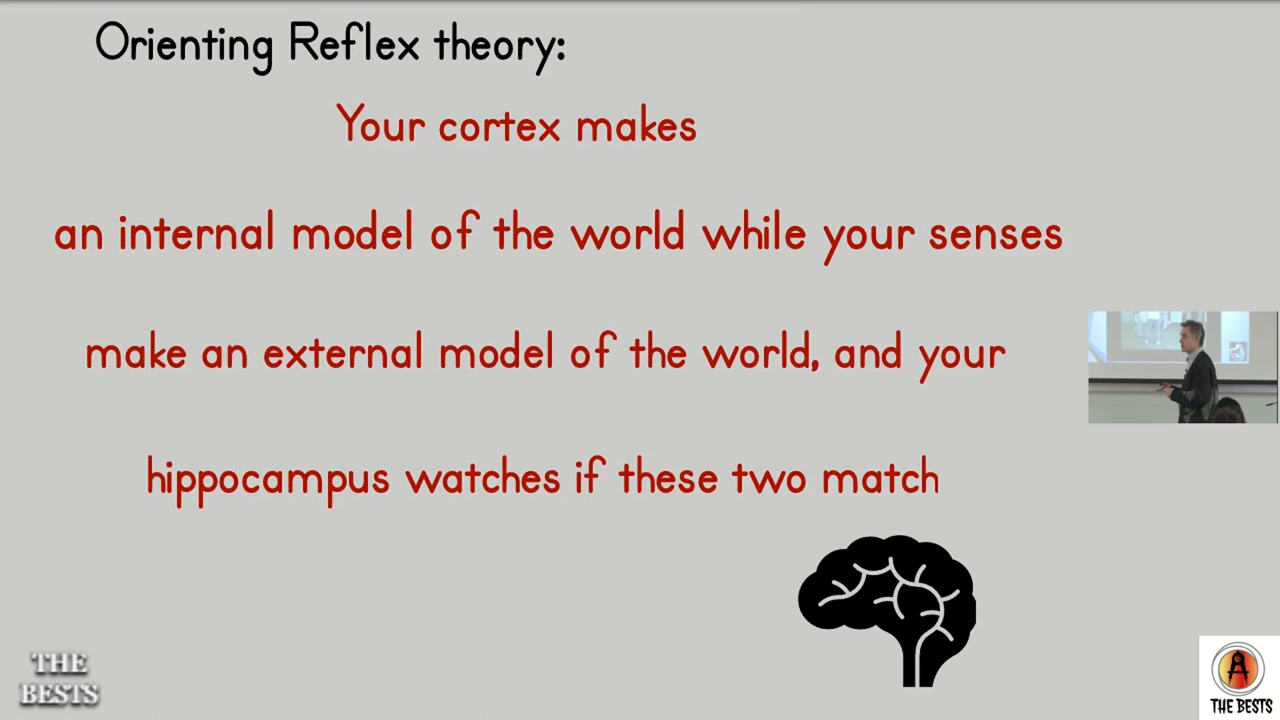 Orienting Reflex theory:
Your cortex makes
an internal model of the world while your senses
make an external model of the world, and your
hippocampus watches if these two match
THE
BESTS
THE BESTS